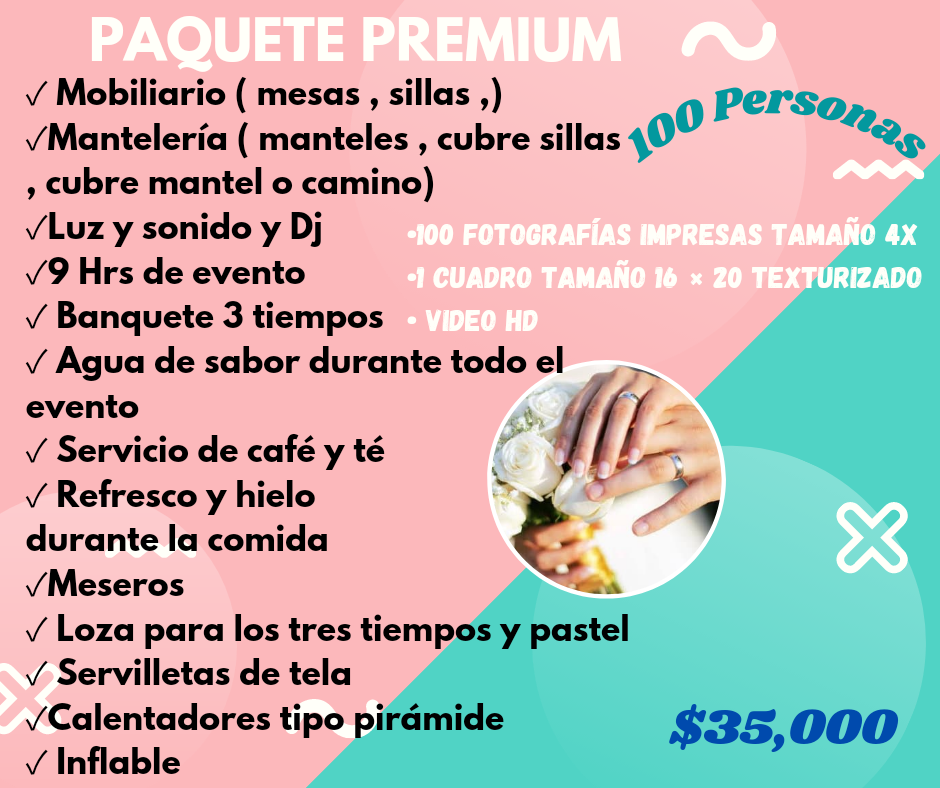 PAQUETE PREMIUM
100 Personas
✓ Mobiliario ( mesas , sillas ,)
✓Mantelería ( manteles , cubre sillas
, cubre mantel o camino)
✓Luz y sonido y Dj
✓9 Hrs de evento
✓ Banquete 3 tiempos
✓ Agua de sabor durante todo el
evento
✓ Servicio de café y té
✓ Refresco y hielo
durante la comida
✓Meseros
✓ Loza para los tres tiempos y pastel
✓ Servilletas de tela
✓Calentadores tipo pirámide
✓ Inflable
•100 FOTOGRAFÍAS IMPRESAS TAMAÑO 4X
•1 CUADRO TAMAÑO 16 × 20 TEXTURIZADO
• VIDEO HD
$35,000